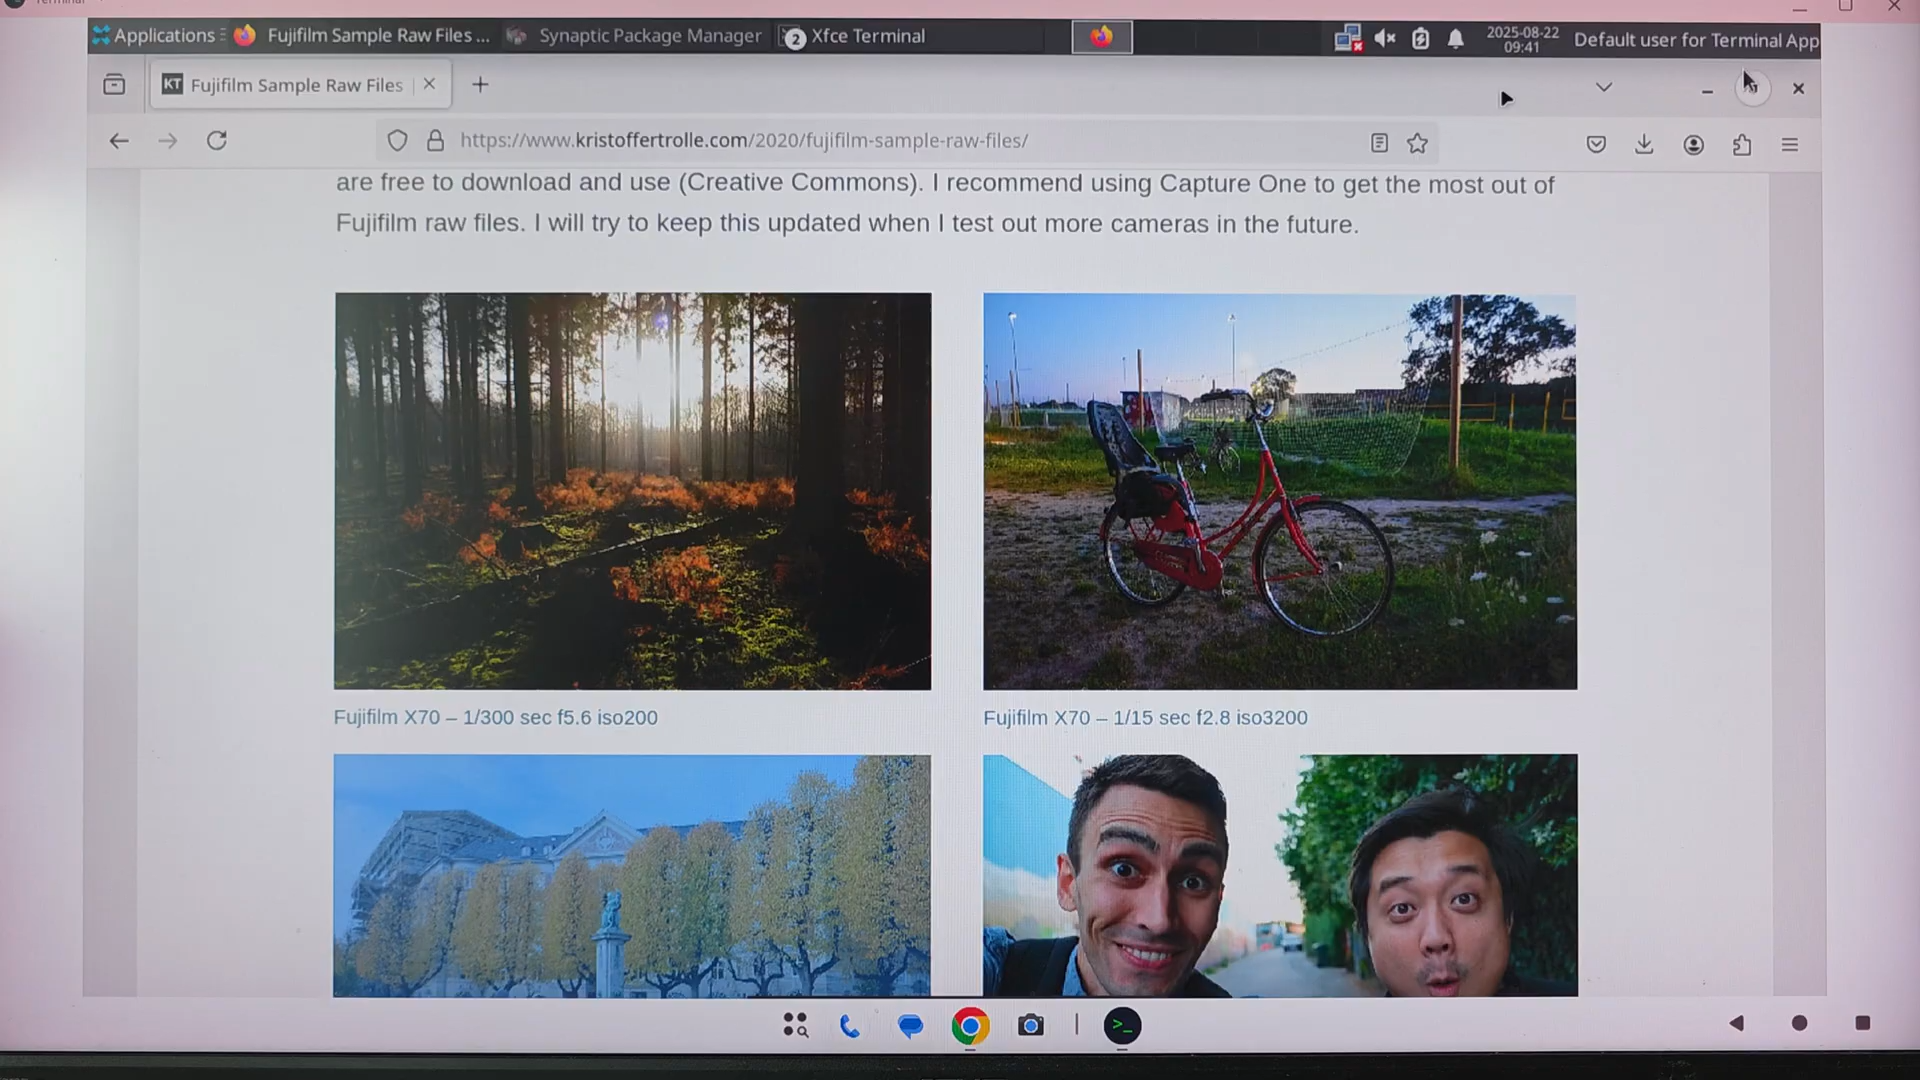 Terminal
Applications
Fujifilm Sample Raw Files ...
Synaptic Package Manager
2
Xfce Terminal
2025-08-22
09:41
Default user for Terminal App
KT
Fujifilm Sample Raw Files
https://www.kristoffertrolle.com/2020/fujifilm-sample-raw-files/
are free to download and use (Creative Commons). I recommend using Capture One to get the most out of
Fujifilm raw files. I will try to keep this updated when I test out more cameras in the future.
Fujifilm X70 – 1/300 sec f5.6 iso200
Fujifilm X70 – 1/15 sec f2.8 iso3200
>_